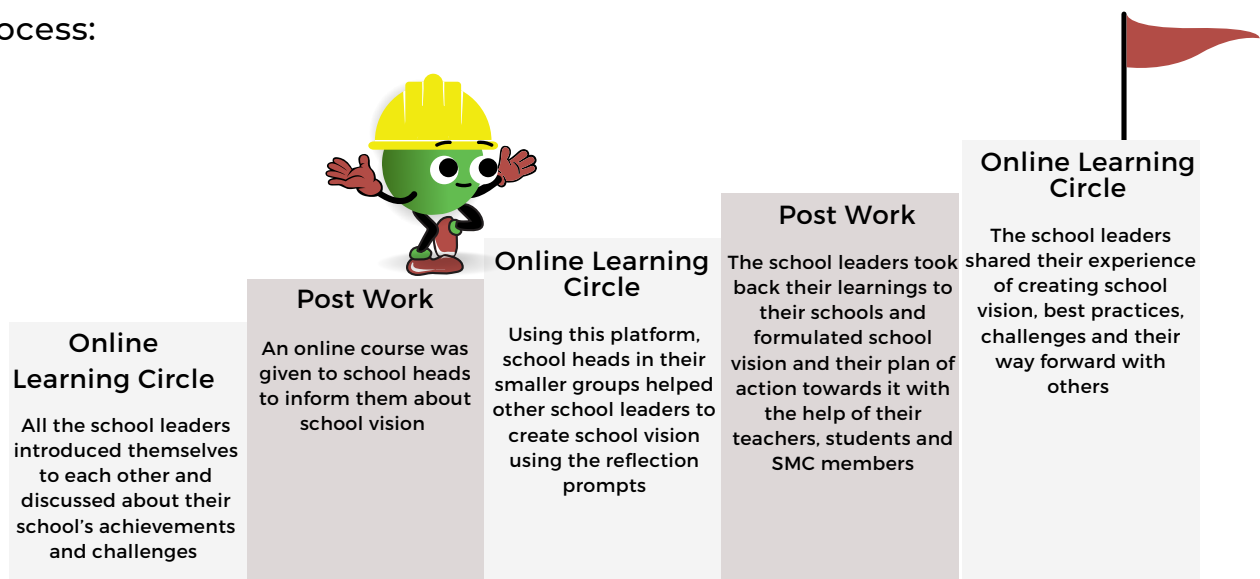 ocess:
Online
Learning Circle
All the school leaders
introduced themselves
to each other and
discussed about their
school's achievements
and challenges
Post Work
An online course was
given to school heads
to inform them about
school vision
Online Learning
Circle
Using this platform,
school heads in their
smaller groups helped
other school leaders to
create school vision
using the reflection
prompts
Post Work
The school leaders took
back their learnings to
their schools and
formulated school
vision and their plan of
action towards it with
the help of their
teachers, students and
SMC members
Online Learning
Circle
The school leaders
shared their experience
of creating school
vision, best practices,
challenges and their
way forward with
others